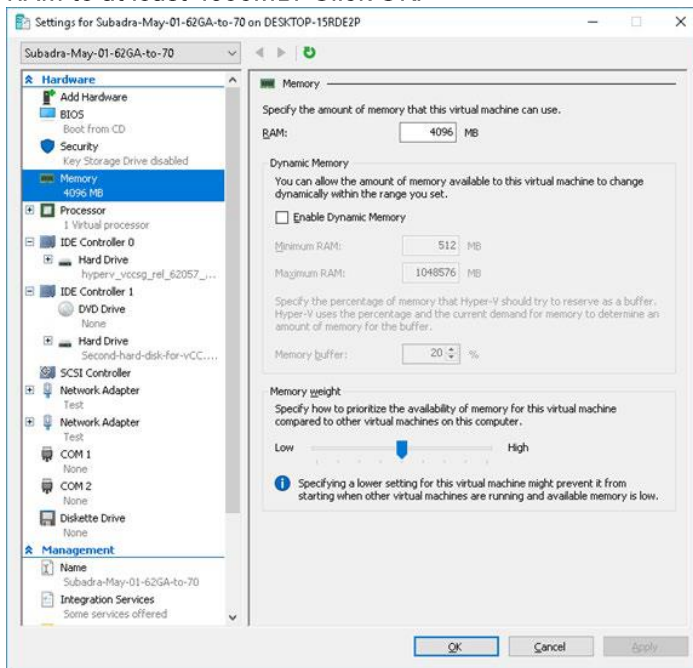 Settings for Subadra-May-01-62GA-to-70 on DESKTOP-15RDE2P
Subadra-May-01-62GA-to-70
Hardware
Add Hardware
BIOS
Boot from CD
Security
Key Storage Drive disabled
Memory
4096 MB
Processor
1 Virtual processor
IDE Controller 0
Hard Drive
hyperv_vccsg_rel_62057_...
IDE Controller 1
DVD Drive
None
Hard Drive
Second-hard-disk-for-vCC....
SCSI Controller
Network Adapter
Test
Network Adapter
Test
COM 1
None
COM 2
None
Diskette Drive
None
Management
Name
Subadra-May-01-62GA-to-70
Integration Services
Some services offered
Memory
Specify the amount of memory that this virtual machine can use.
RAM: 4096 MB
Dynamic Memory
You can allow the amount of memory available to this virtual machine to change
dynamically within the range you set.
Enable Dynamic Memory
Minimum RAM: 512 MB
Maximum RAM: 1048576 MB
Specify the percentage of memory that Hyper-V should try to reserve as a buffer.
Hyper-V uses the percentage and the current demand for memory to determine an
amount of memory for the buffer.
Memory buffer: 20 %
Memory weight
Specify how to prioritize the availability of memory for this virtual machine
compared to other virtual machines on this computer.
Low High
Specifying a lower setting for this virtual machine might prevent it from
starting when other virtual machines are running and available memory is low.
OK Cancel Apply